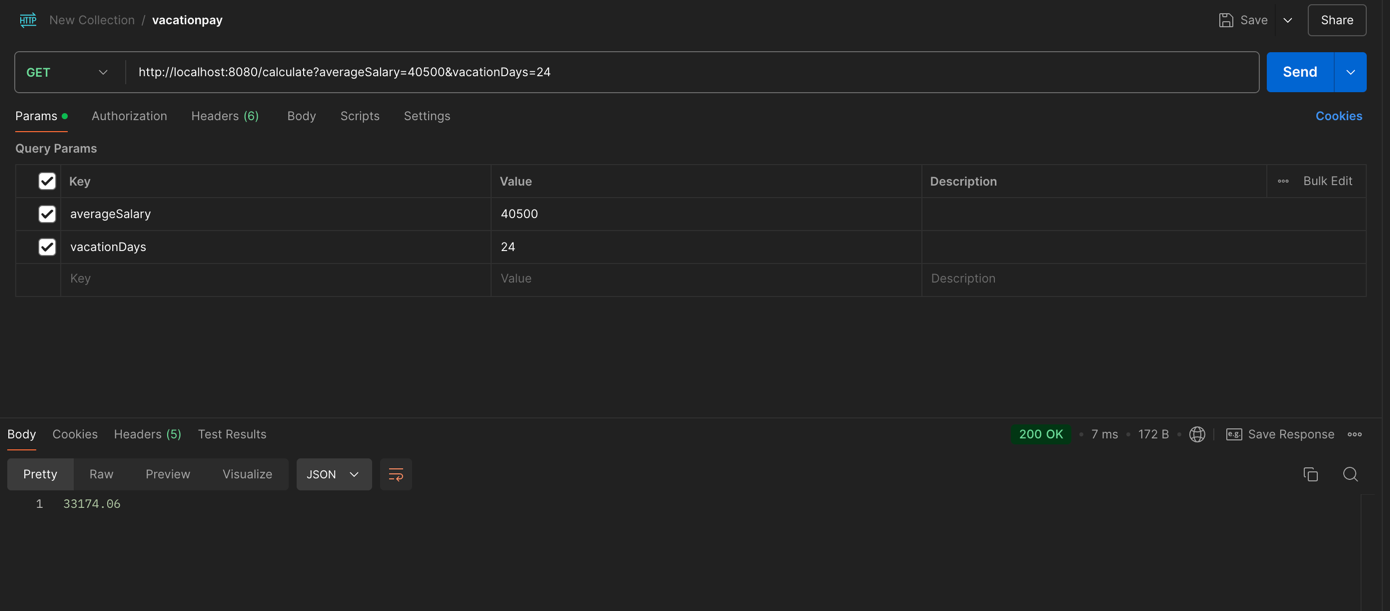 HTTP New Collection / vacationpay Save Share
GET http://localhost:8080/calculate?averageSalary=40500&vacationDays=24 Send
Params Authorization Headers (6) Body Scripts Settings Cookies
Query Params
Key Value Description Bulk Edit
averageSalary 40500
vacationDays 24
Key Value Description
Body Cookies Headers (5) Test Results 200 OK 7 ms 172 B e.g. Save Response
Pretty Raw Preview Visualize JSON
1 33174.06